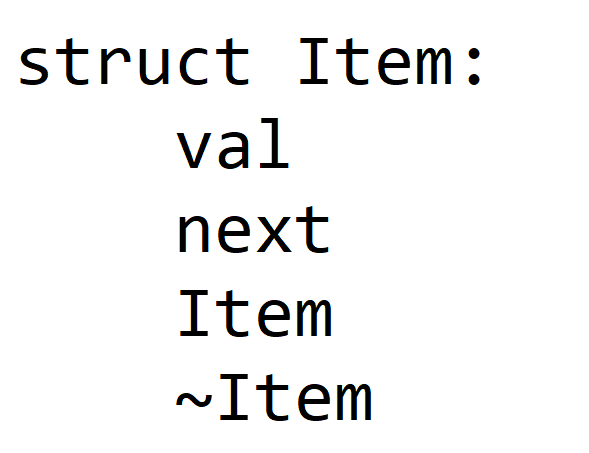 struct Item:
    val
    next
    Item
    ~Item